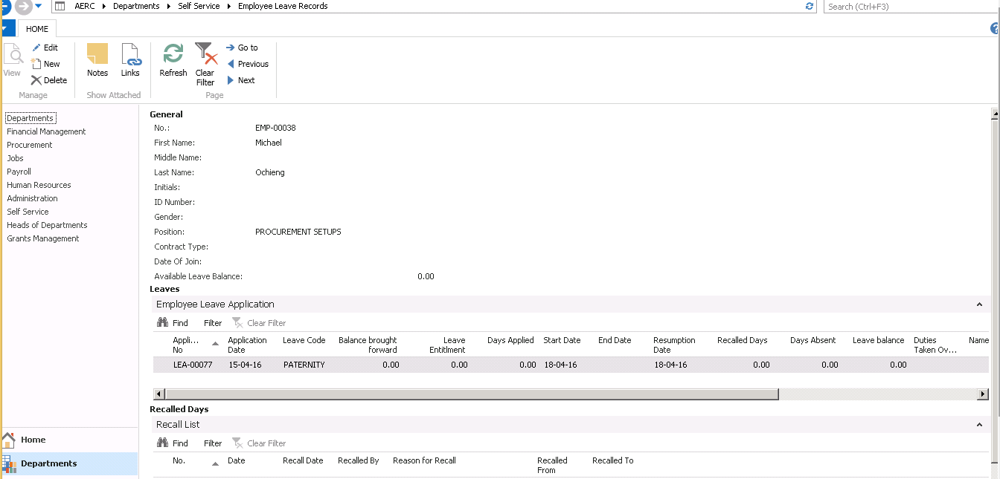 AERC Departments Self Service Employee Leave Records Search (Ctrl+F3)
HOME
View Edit New Delete Notes Links Refresh Clear Filter Go to Previous Next
Manage Show Attached Page
Departments
Financial Management
Procurement
Jobs
Payroll
Human Resources
Administration
Self Service
Heads of Departments
Grants Management
Home
Departments
General
No.: EMP-00038
First Name: Michael
Middle Name:
Last Name: Ochieng
Initials:
ID Number:
Gender:
Position: PROCUREMENT SETUPS
Contract Type:
Date Of Join:
Available Leave Balance: 0.00
Leaves
Employee Leave Application
Find Filter Clear Filter
Appli... No Application Date Leave Code Balance brought forward Leave Entitlment Days Applied Start Date End Date Resumption Date Recalled Days Days Absent Leave balance Duties Taken Ov... Name
LEA-00077 15-04-16 PATERNITY 0.00 0.00 0.00 18-04-16 18-04-16 0.00 0.00 0.00
Recalled Days
Recall List
Find Filter Clear Filter
No. Date Recall Date Recalled By Reason for Recall Recalled From Recalled To